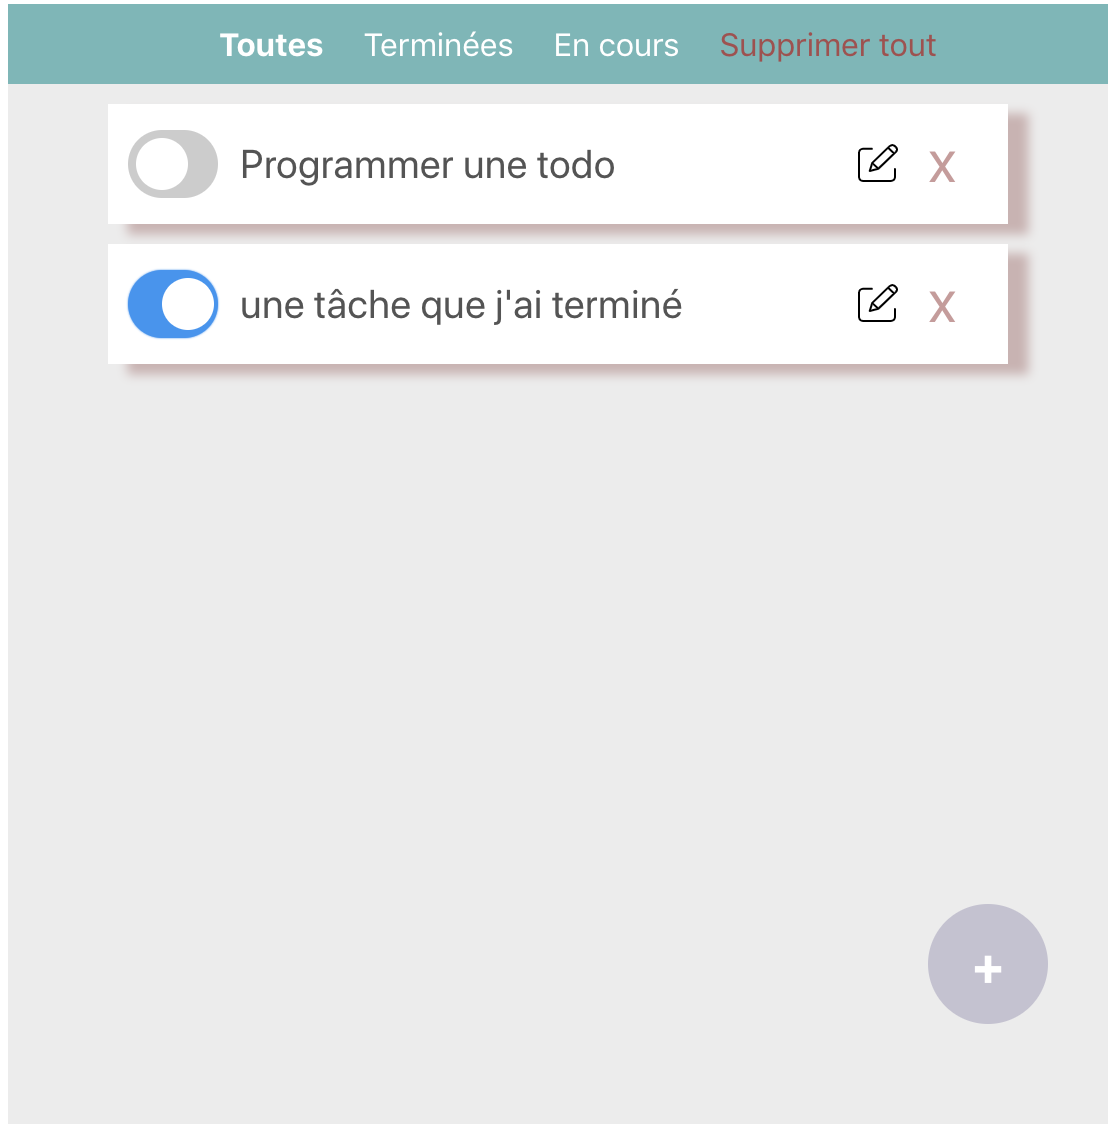 Toutes Terminées En cours Supprimer tout
Programmer une todo X
une tâche que j'ai terminé X
+